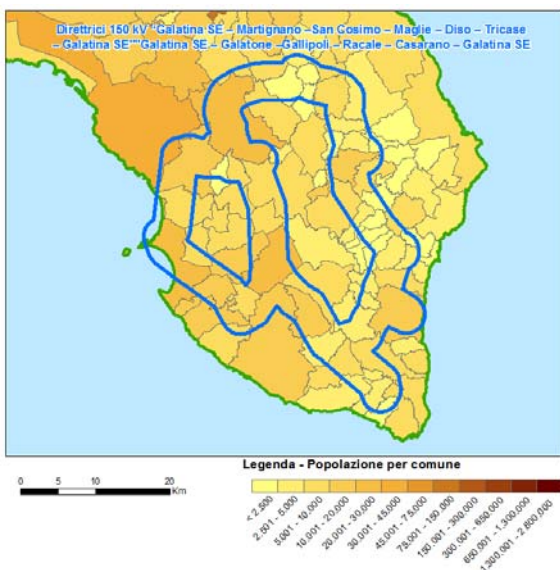 Direttrici 150 kV "Galatina SE – Martignano –San Cosimo – Maglie – Diso – Tricase
– Galatina SE""Galatina SE – Galatone –Gallipoli – Racale – Casarano – Galatina SE
Legenda - Popolazione per comune
0 5 10 20
Km
< 2.500
2.501 - 5.000
5.001 - 10.000
10.001 - 20.000
20.001 - 30.000
30.001 - 45.000
45.001 - 75.000
75.001 - 150.000
150.001 - 300.000
300.001 - 650.000
650.001 - 1.300.000
1.300.001 - 2.800.000